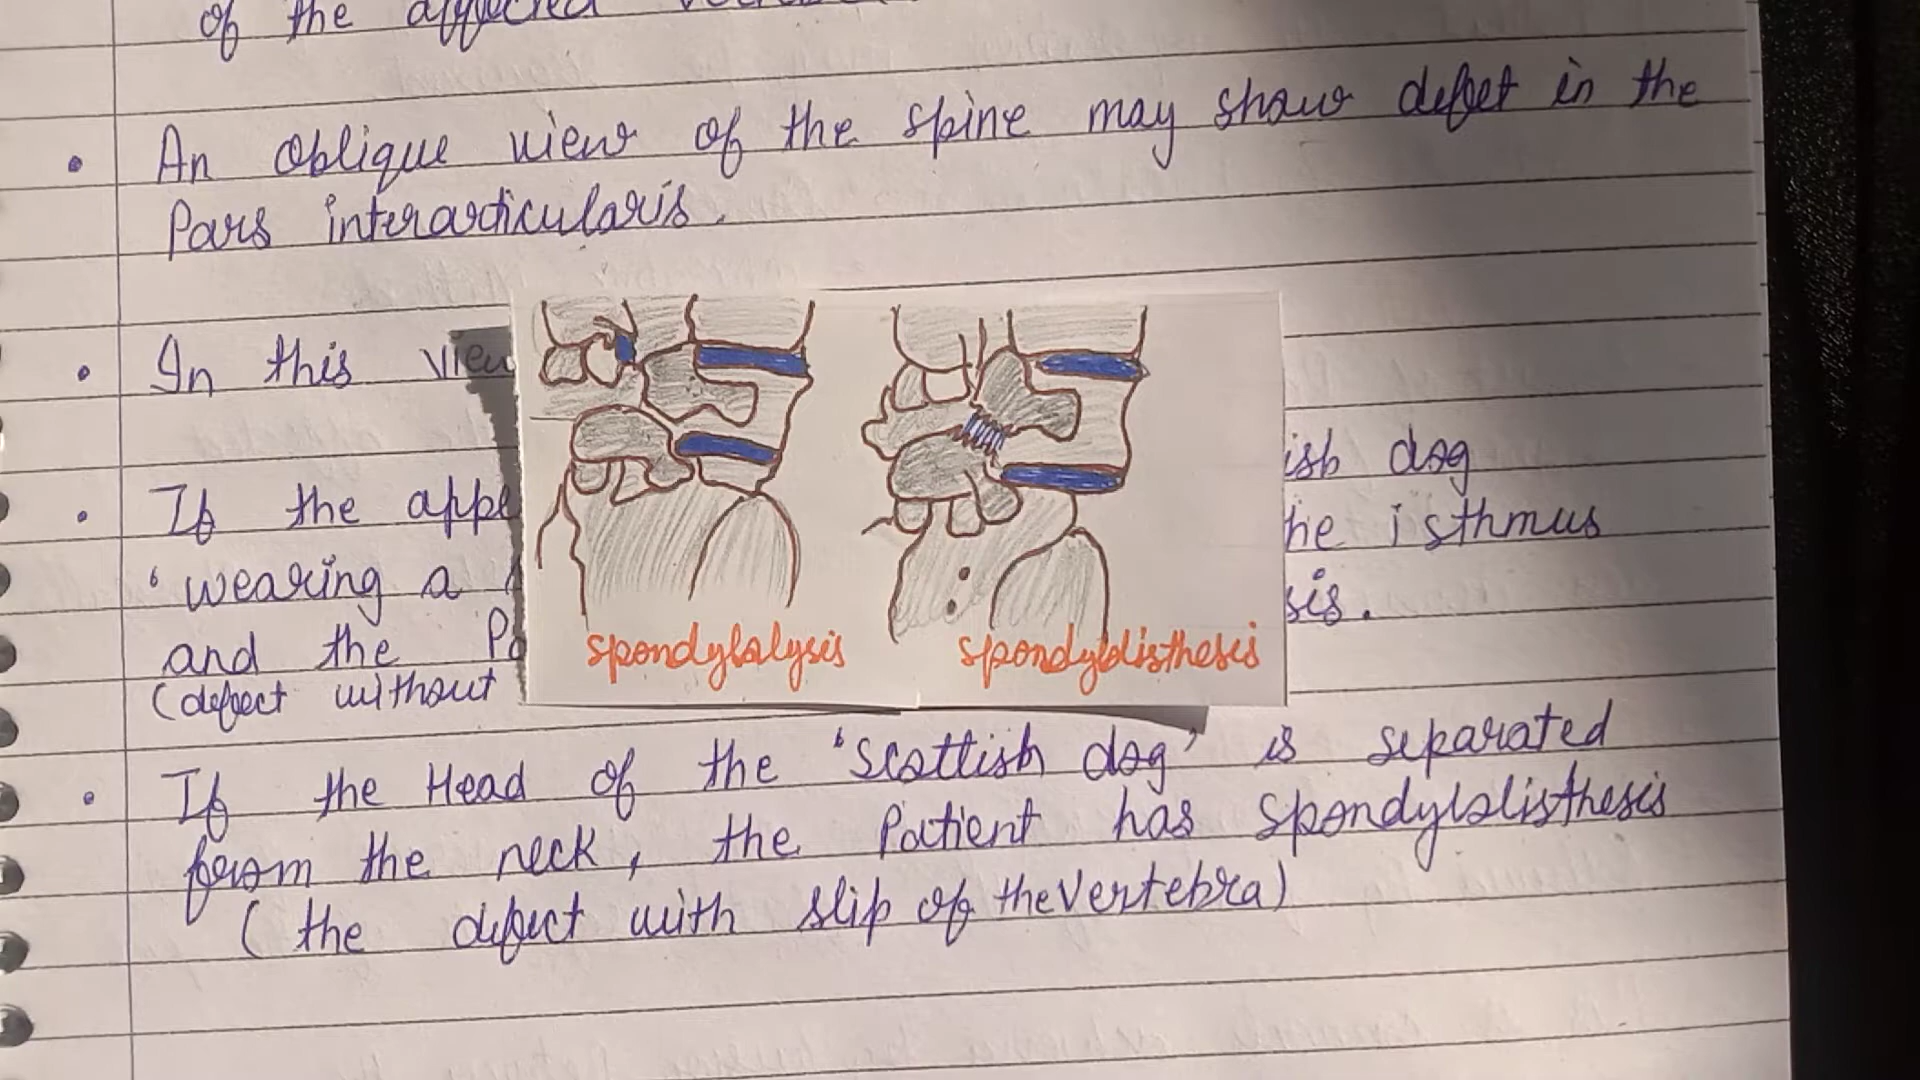 of the affected
An oblique view of the spine may show defect in the
Pars interarticularis.
In this view
If the appe ish dog
'wearing a he isthmus
and the Pa sis.
(defect without
spondylolysis spondylolisthesis
If the Head of the 'scottish dog' is separated
from the neck, the Patient has spondylolisthesis
(the defect with slip of the vertebra)